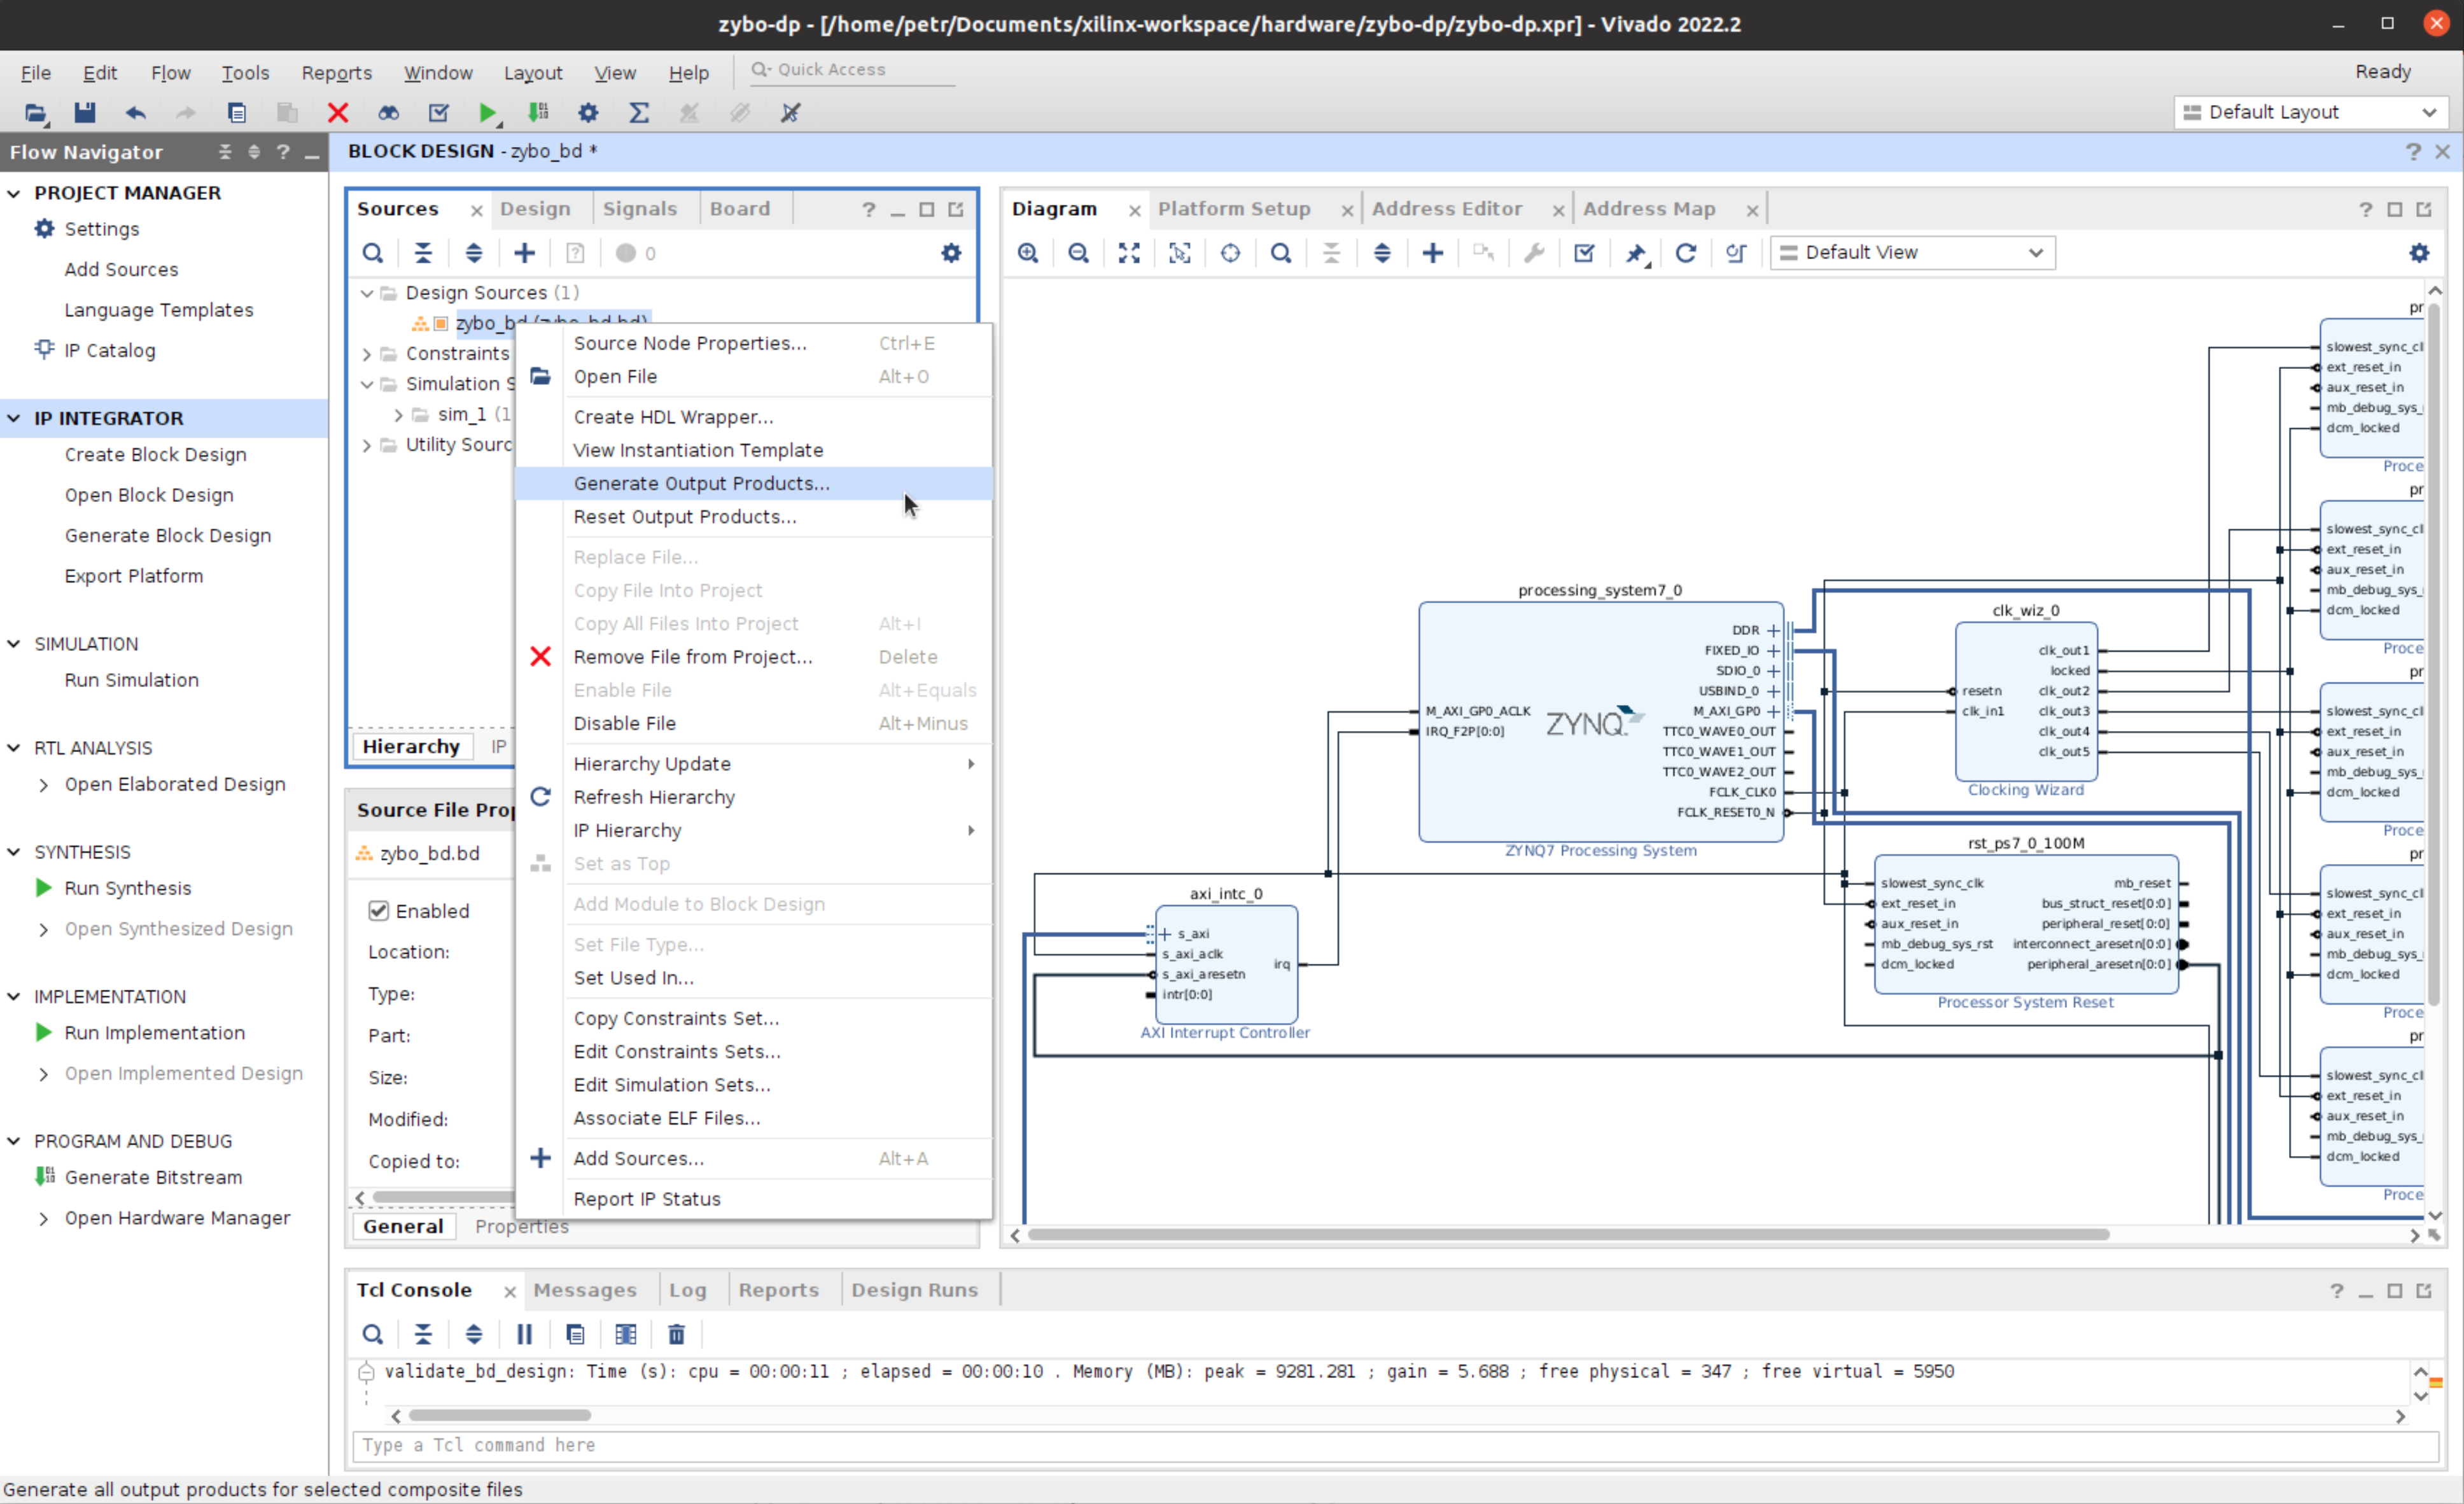 zybo-dp - [/home/petr/Documents/xilinx-workspace/hardware/zybo-dp/zybo-dp.xpr] - Vivado 2022.2
File Edit Flow Tools Reports Window Layout View Help Quick Access Ready
Default Layout
Flow Navigator
PROJECT MANAGER
Settings
Add Sources
Language Templates
IP Catalog
IP INTEGRATOR
Create Block Design
Open Block Design
Generate Block Design
Export Platform
SIMULATION
Run Simulation
RTL ANALYSIS
Open Elaborated Design
SYNTHESIS
Run Synthesis
Open Synthesized Design
IMPLEMENTATION
Run Implementation
Open Implemented Design
PROGRAM AND DEBUG
Generate Bitstream
Open Hardware Manager
BLOCK DESIGN - zybo_bd *
Sources Design Signals Board
0
Design Sources (1)
zybo_bd (zybo_bd.bd)
Constraints
Simulation S
sim_1 (1
Utility Sourc
Hierarchy IP
Source File Prop
zybo_bd.bd
Enabled
Location:
Type:
Part:
Size:
Modified:
Copied to:
General Properties
Source Node Properties... Ctrl+E
Open File Alt+O
Create HDL Wrapper...
View Instantiation Template
Generate Output Products...
Reset Output Products...
Replace File...
Copy File Into Project
Copy All Files Into Project Alt+I
Remove File from Project... Delete
Enable File Alt+Equals
Disable File Alt+Minus
Hierarchy Update
Refresh Hierarchy
IP Hierarchy
Set as Top
Add Module to Block Design
Set File Type...
Set Used In...
Copy Constraints Set...
Edit Constraints Sets...
Edit Simulation Sets...
Associate ELF Files...
Add Sources... Alt+A
Report IP Status
Diagram Platform Setup Address Editor Address Map
Default View
processing_system7_0
M_AXI_GP0_ACLK
IRQ_F2P[0:0]
ZYNQ
DDR
FIXED_IO
SDIO_0
USBIND_0
M_AXI_GP0
TTC0_WAVE0_OUT
TTC0_WAVE1_OUT
TTC0_WAVE2_OUT
FCLK_CLK0
FCLK_RESET0_N
ZYNQ7 Processing System
axi_intc_0
s_axi
s_axi_aclk
s_axi_aresetn
intr[0:0]
irq
AXI Interrupt Controller
clk_wiz_0
resetn
clk_in1
clk_out1
locked
clk_out2
clk_out3
clk_out4
clk_out5
Clocking Wizard
rst_ps7_0_100M
slowest_sync_clk
ext_reset_in
aux_reset_in
mb_debug_sys_rst
dcm_locked
mb_reset
bus_struct_reset[0:0]
peripheral_reset[0:0]
interconnect_aresetn[0:0]
peripheral_aresetn[0:0]
Processor System Reset
pr
slowest_sync_cl
ext_reset_in
aux_reset_in
mb_debug_sys_
dcm_locked
Proce
pr
slowest_sync_cl
ext_reset_in
aux_reset_in
mb_debug_sys_
dcm_locked
Proce
pr
slowest_sync_cl
ext_reset_in
aux_reset_in
mb_debug_sys_
dcm_locked
Proce
pr
slowest_sync_cl
ext_reset_in
aux_reset_in
mb_debug_sys_
dcm_locked
Proce
pr
slowest_sync_cl
ext_reset_in
aux_reset_in
mb_debug_sys_
dcm_locked
Proce
Tcl Console Messages Log Reports Design Runs
validate_bd_design: Time (s): cpu = 00:00:11 ; elapsed = 00:00:10 . Memory (MB): peak = 9281.281 ; gain = 5.688 ; free physical = 347 ; free virtual = 5950
Type a Tcl command here
Generate all output products for selected composite files